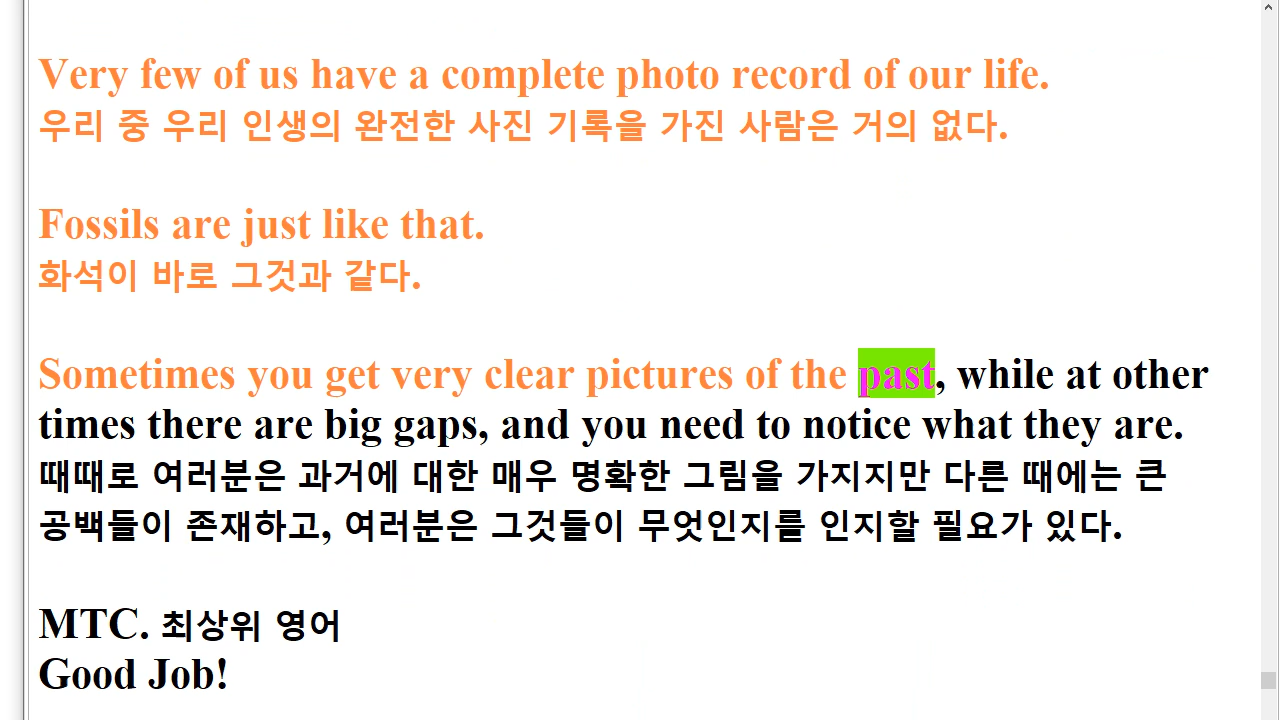 Very few of us have a complete photo record of our life.
우리 중 우리 인생의 완전한 사진 기록을 가진 사람은 거의 없다.
Fossils are just like that.
화석이 바로 그것과 같다.
Sometimes you get very clear pictures of the past, while at other
times there are big gaps, and you need to notice what they are.
때때로 여러분은 과거에 대한 매우 명확한 그림을 가지지만 다른 때에는 큰
공백들이 존재하고, 여러분은 그것들이 무엇인지를 인지할 필요가 있다.
MTC. 최상위 영어
Good Job!